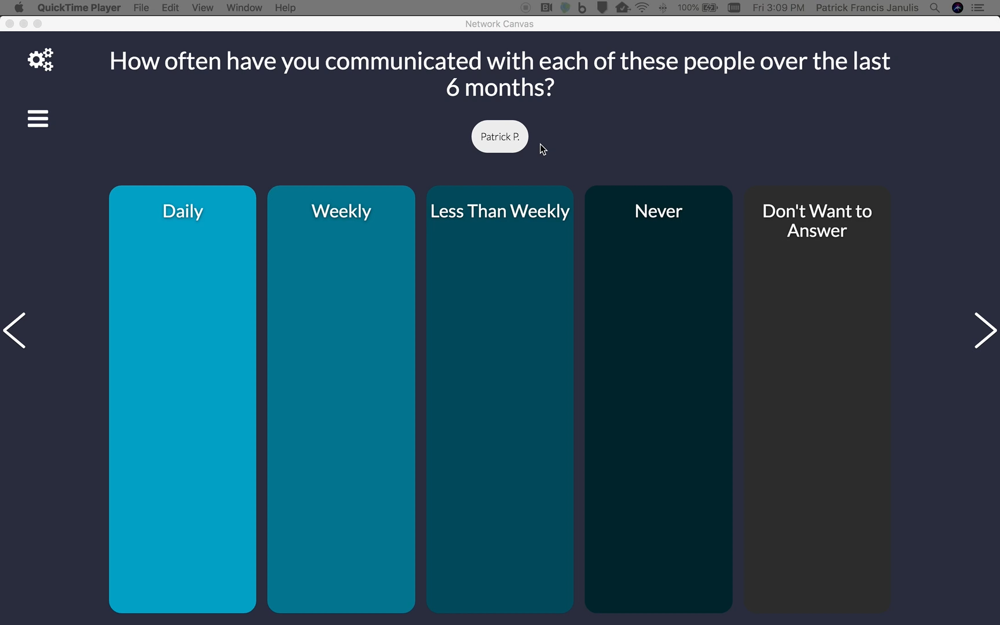 QuickTime Player File Edit View Window Help 100% Fri 3:09 PM Patrick Francis Janulis
Network Canvas
How often have you communicated with each of these people over the last
6 months?
Patrick P.
Daily
Weekly
Less Than Weekly
Never
Don't Want to
Answer